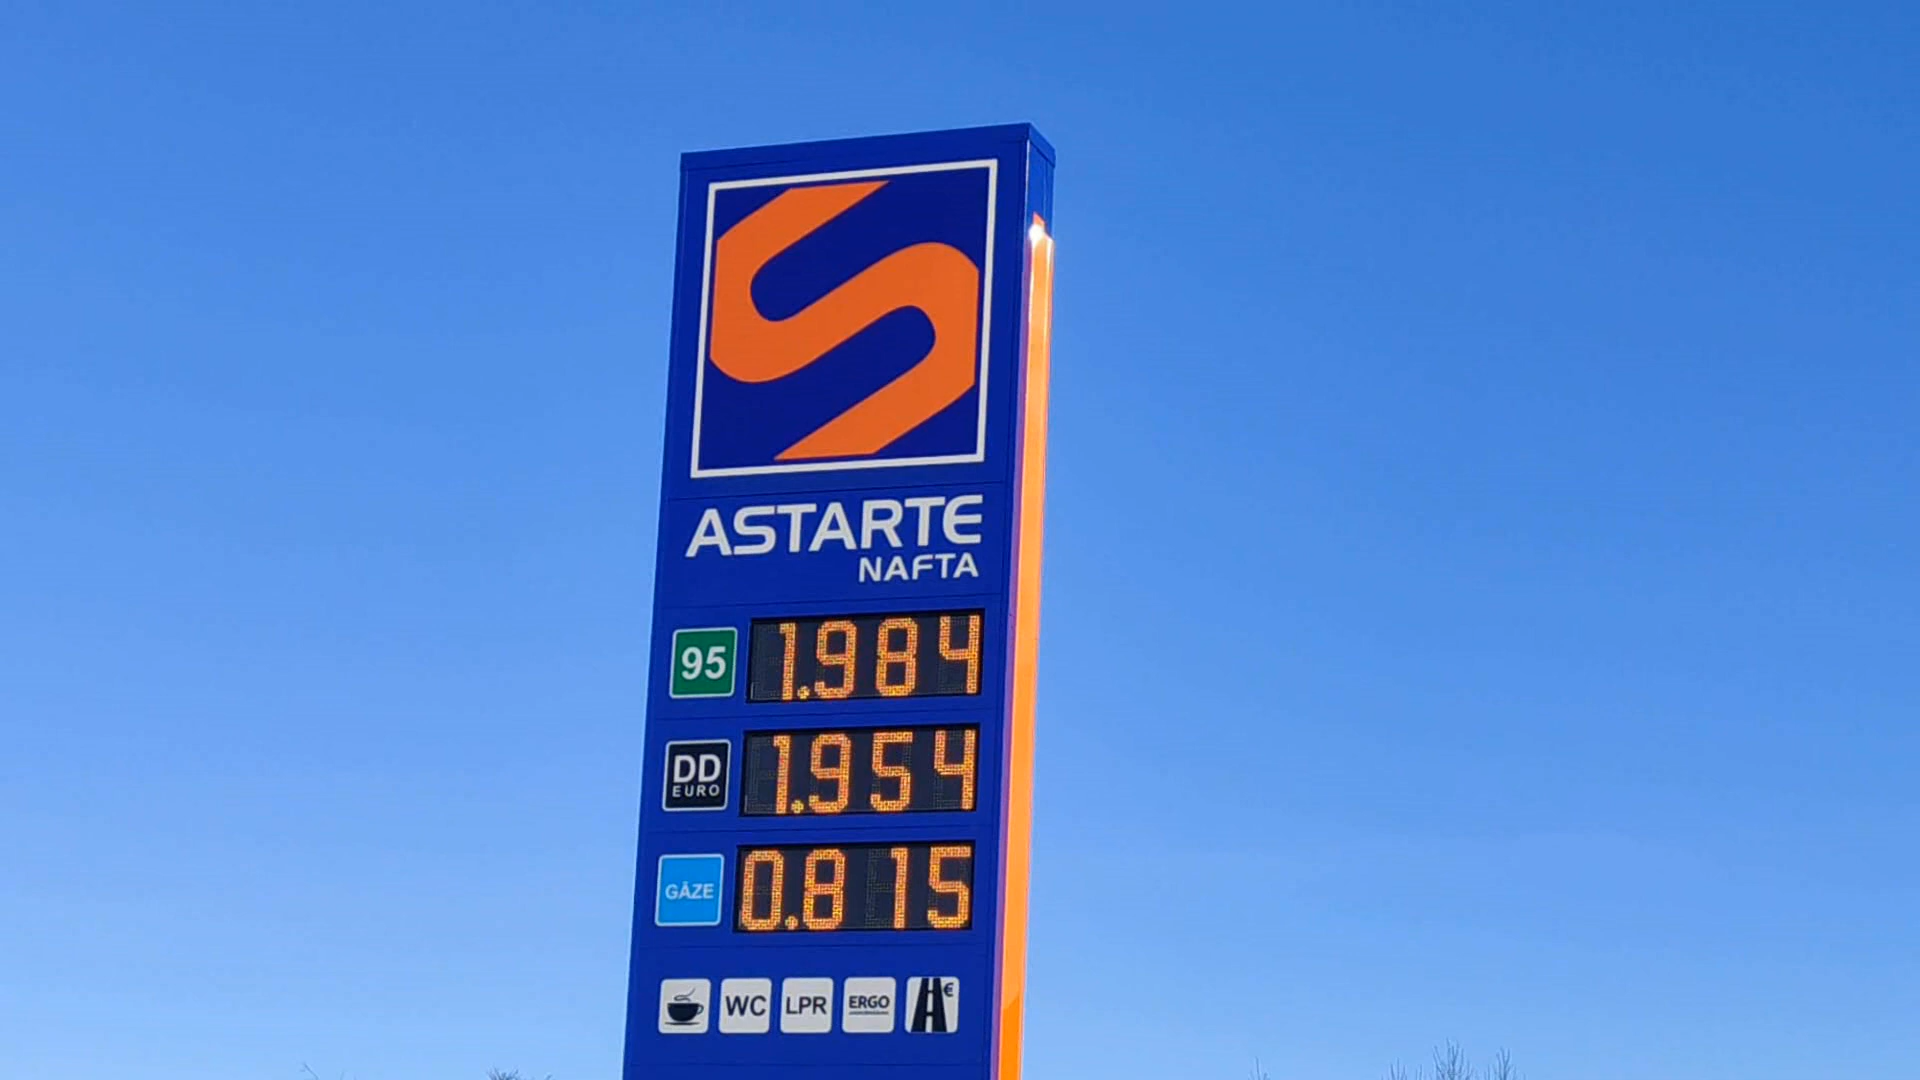 ASTARTE
NAFTA
95 1.984
DD EURO 1.954
GĀZE 0.815
WC LPR ERGO €